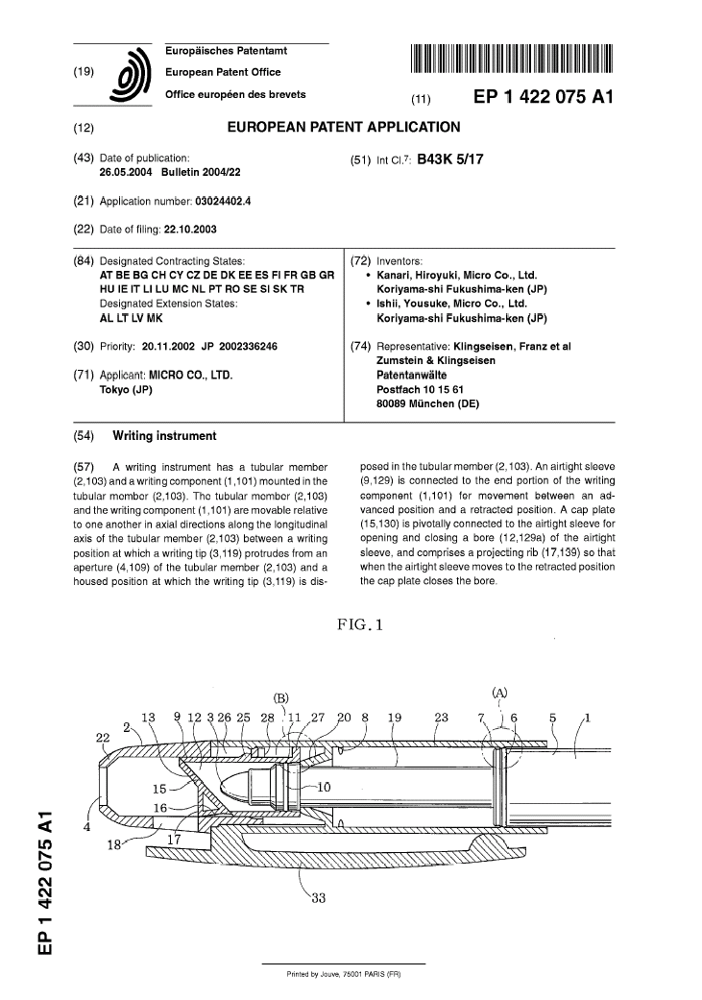 Europäisches Patentamt
(19)
European Patent Office
Office européen des brevets
(11)
EP 1 422 075 A1
(12)
EUROPEAN PATENT APPLICATION
(43) Date of publication:
26.05.2004 Bulletin 2004/22
(51) Int Cl.7: B43K 5/17
(21) Application number: 03024402.4
(22) Date of filing: 22.10.2003
(84) Designated Contracting States:
AT BE BG CH CY CZ DE DK EE ES FI FR GB GR
HU IE IT LI LU MC NL PT RO SE SI SK TR
Designated Extension States:
AL LT LV MK
(30) Priority: 20.11.2002 JP 2002336246
(71) Applicant: MICRO CO., LTD.
Tokyo (JP)
(72) Inventors:
• Kanari, Hiroyuki, Micro Co., Ltd.
Koriyama-shi Fukushima-ken (JP)
• Ishii, Yousuke, Micro Co., Ltd.
Koriyama-shi Fukushima-ken (JP)
(74) Representative: Klingseisen, Franz et al
Zumstein & Klingseisen
Patentanwälte
Postfach 10 15 61
80089 München (DE)
(54) Writing instrument
(57) A writing instrument has a tubular member
(2,103) and a writing component (1,101) mounted in the
tubular member (2,103). The tubular member (2,103)
and the writing component (1,101) are movable relative
to one another in axial directions along the longitudinal
axis of the tubular member (2,103) between a writing
position at which a writing tip (3,119) protrudes from an
aperture (4,109) of the tubular member (2,103) and a
housed position at which the writing tip (3,119) is dis-
posed in the tubular member (2,103). An airtight sleeve
(9,129) is connected to the end portion of the writing
component (1,101) for movement between an ad-
vanced position and a retracted position. A cap plate
(15,130) is pivotally connected to the airtight sleeve for
opening and closing a bore (12,129a) of the airtight
sleeve, and comprises a projecting rib (17,139) so that
when the airtight sleeve moves to the retracted position
the cap plate closes the bore.
FIG. 1
(B) (A)
2 13 9 12 3 26 25 28 11 27 20 8 19 23 7 6 5 1
22
15
10
16
4
18
17
33
EP 1 422 075 A1
Printed by Jouve, 75001 PARIS (FR)